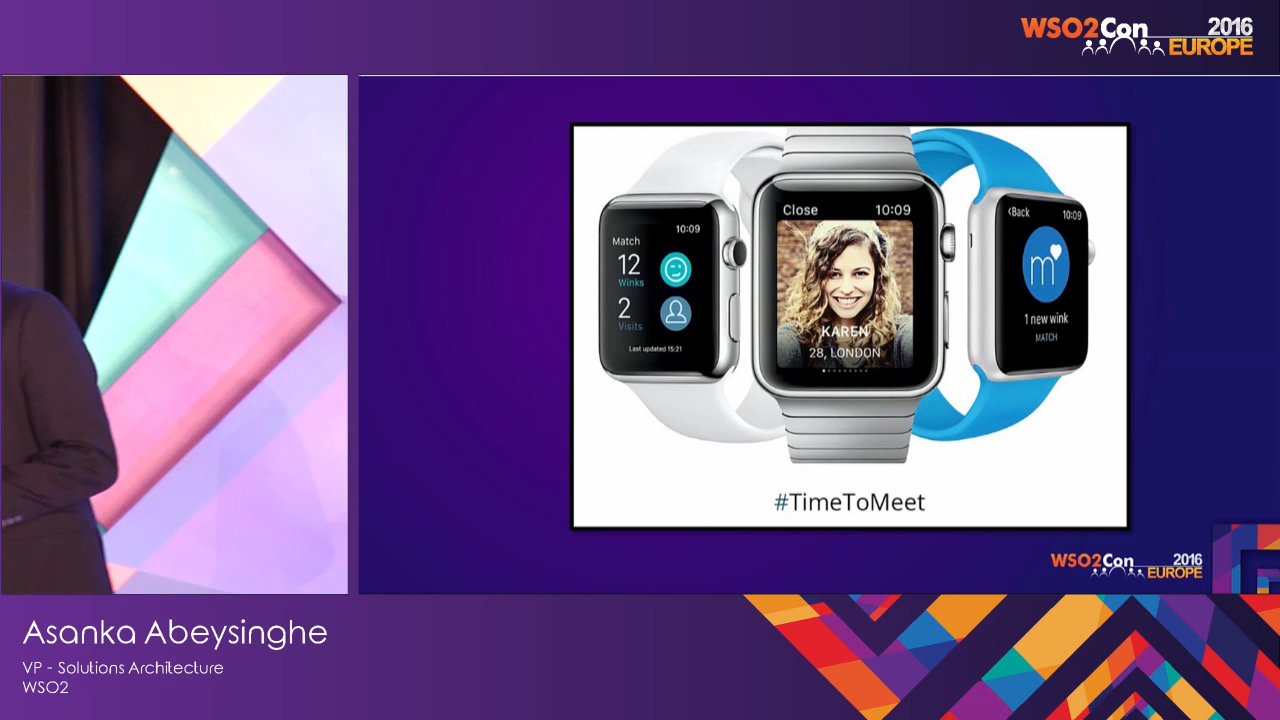 WSO2Con 2016
EUROPE
10:09
Match
12
Winks
2
Visits
Last updated 15:21
Close 10:09
KAREN
28, LONDON
‹Back 10:09
m
1 new wink
MATCH
#TimeToMeet
WSO2Con 2016
EUROPE
Asanka Abeysinghe
VP - Solutions Architecture
WSO2